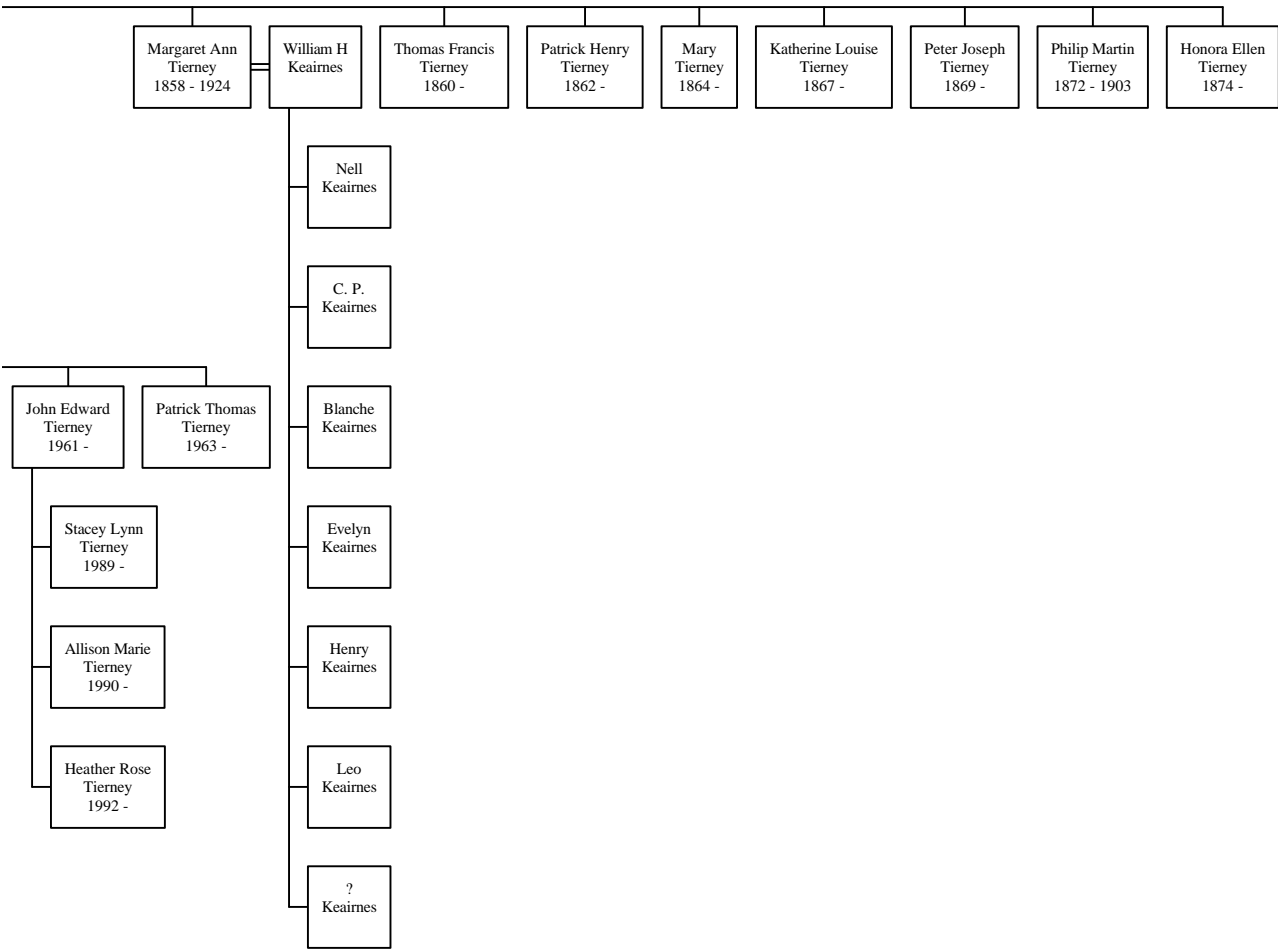 Margaret Ann
Tierney
1858 - 1924
William H
Keairnes
Thomas Francis
Tierney
1860 -
Patrick Henry
Tierney
1862 -
Mary
Tierney
1864 -
Katherine Louise
Tierney
1867 -
Peter Joseph
Tierney
1869 -
Philip Martin
Tierney
1872 - 1903
Honora Ellen
Tierney
1874 -
Nell
Keairnes
C. P.
Keairnes
John Edward
Tierney
1961 -
Patrick Thomas
Tierney
1963 -
Blanche
Keairnes
Stacey Lynn
Tierney
1989 -
Evelyn
Keairnes
Allison Marie
Tierney
1990 -
Henry
Keairnes
Heather Rose
Tierney
1992 -
Leo
Keairnes
?
Keairnes